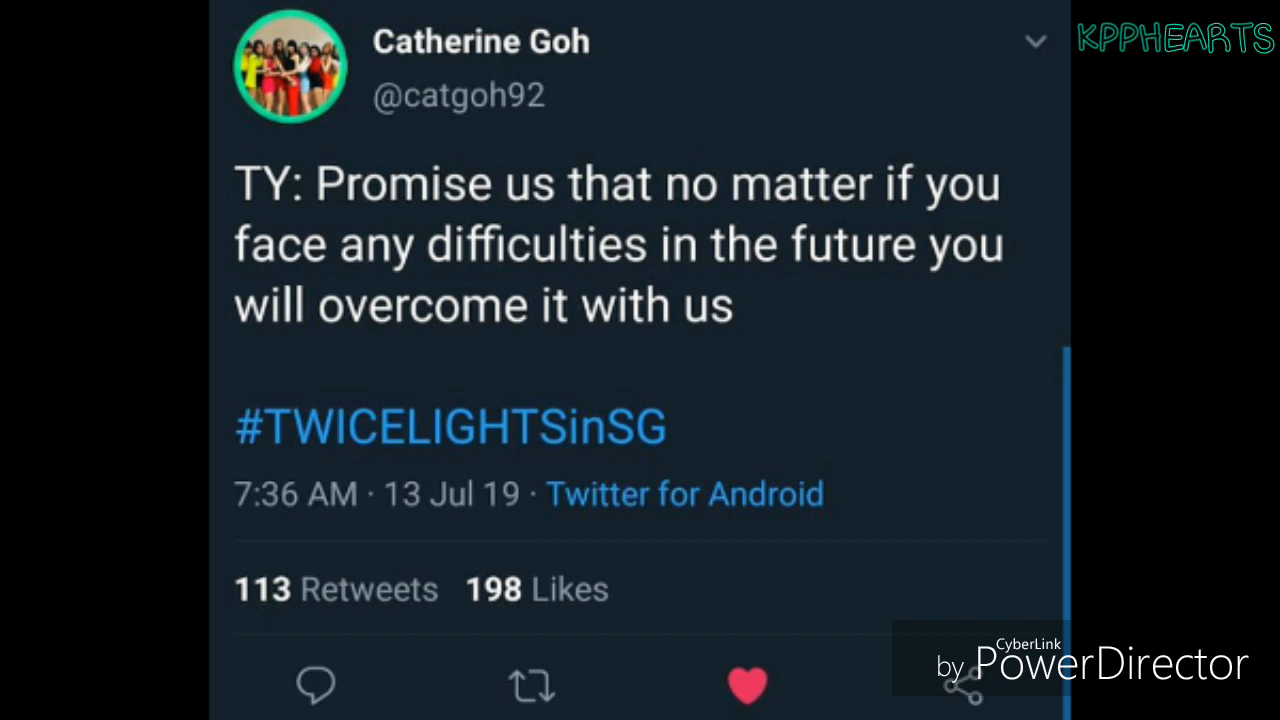 Catherine Goh
KPPHEARTS
@catgoh92
TY: Promise us that no matter if you
face any difficulties in the future you
will overcome it with us
#TWICELIGHTSinSG
7:36 AM · 13 Jul 19 · Twitter for Android
113 Retweets 198 Likes
CyberLink
by PowerDirector